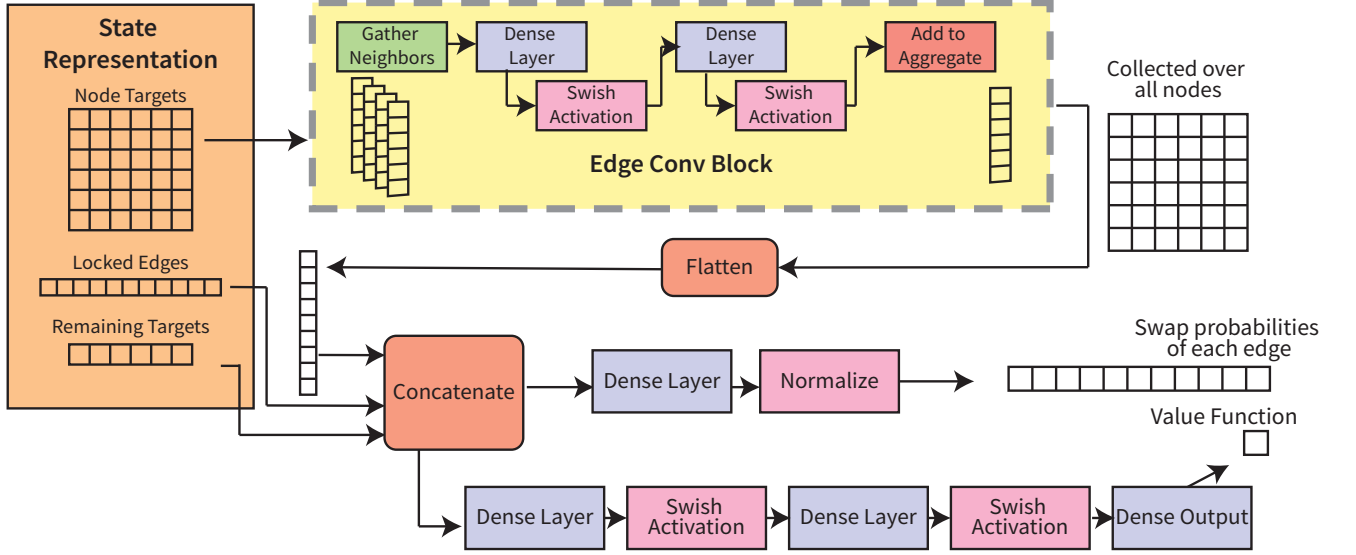 State
Representation
Node Targets
Locked Edges
Remaining Targets
Gather
Neighbors
Dense
Layer
Swish
Activation
Dense
Layer
Swish
Activation
Add to
Aggregate
Edge Conv Block
Collected over
all nodes
Flatten
Concatenate
Dense Layer
Normalize
Swap probabilities
of each edge
Value Function
Dense Layer
Swish
Activation
Dense Layer
Swish
Activation
Dense Output